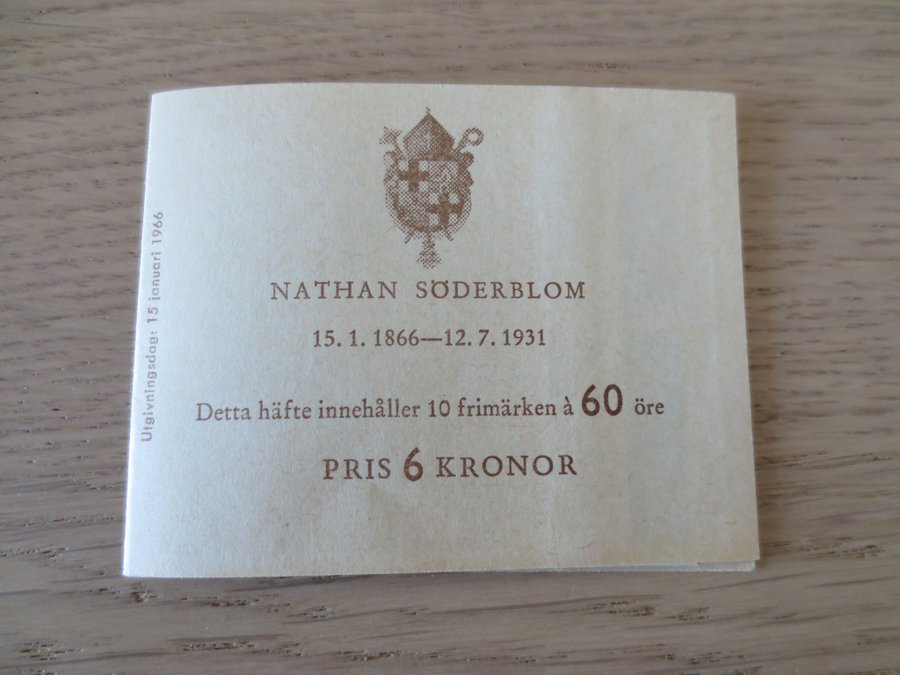 NATHAN SÖDERBLOM
15. 1. 1866—12. 7. 1931
Detta häfte innehåller 10 frimärken à 60 öre
PRIS 6 KRONOR
Utgivningsdag: 15 januari 1966